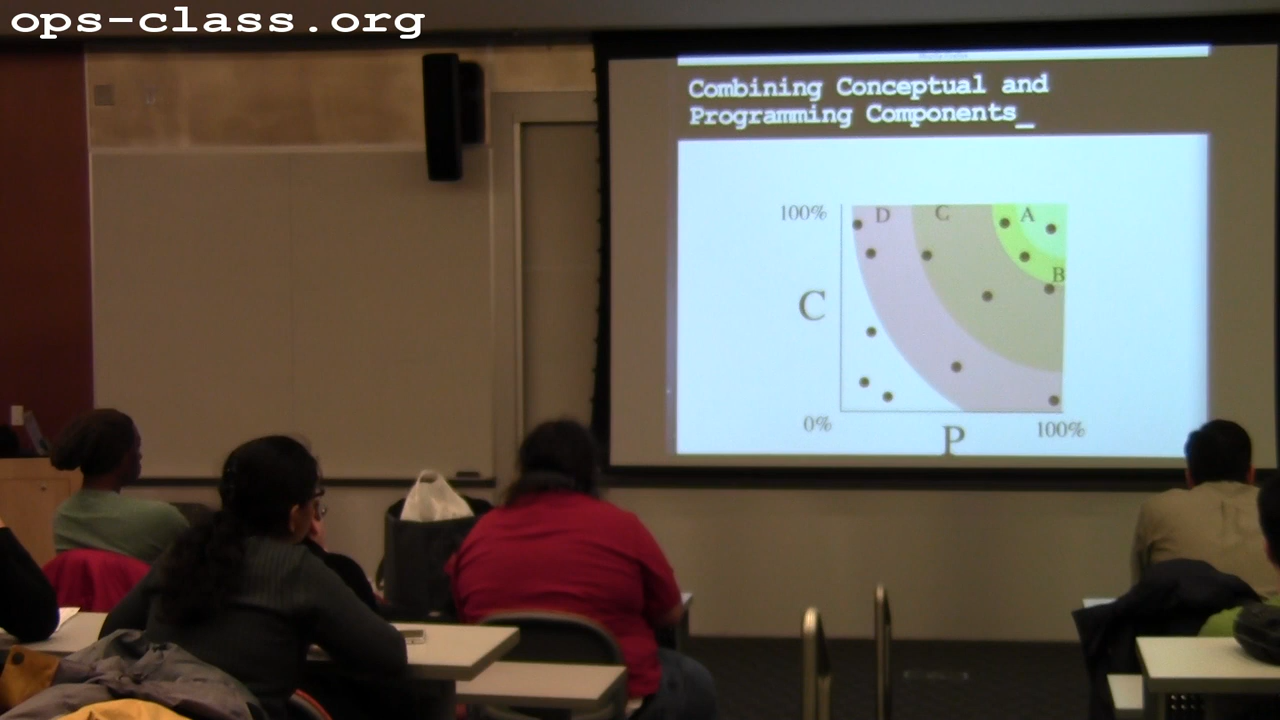 ops-class.org
Combining Conceptual and
Programming Components_
100%
D
C
A
B
C
0%
P
100%